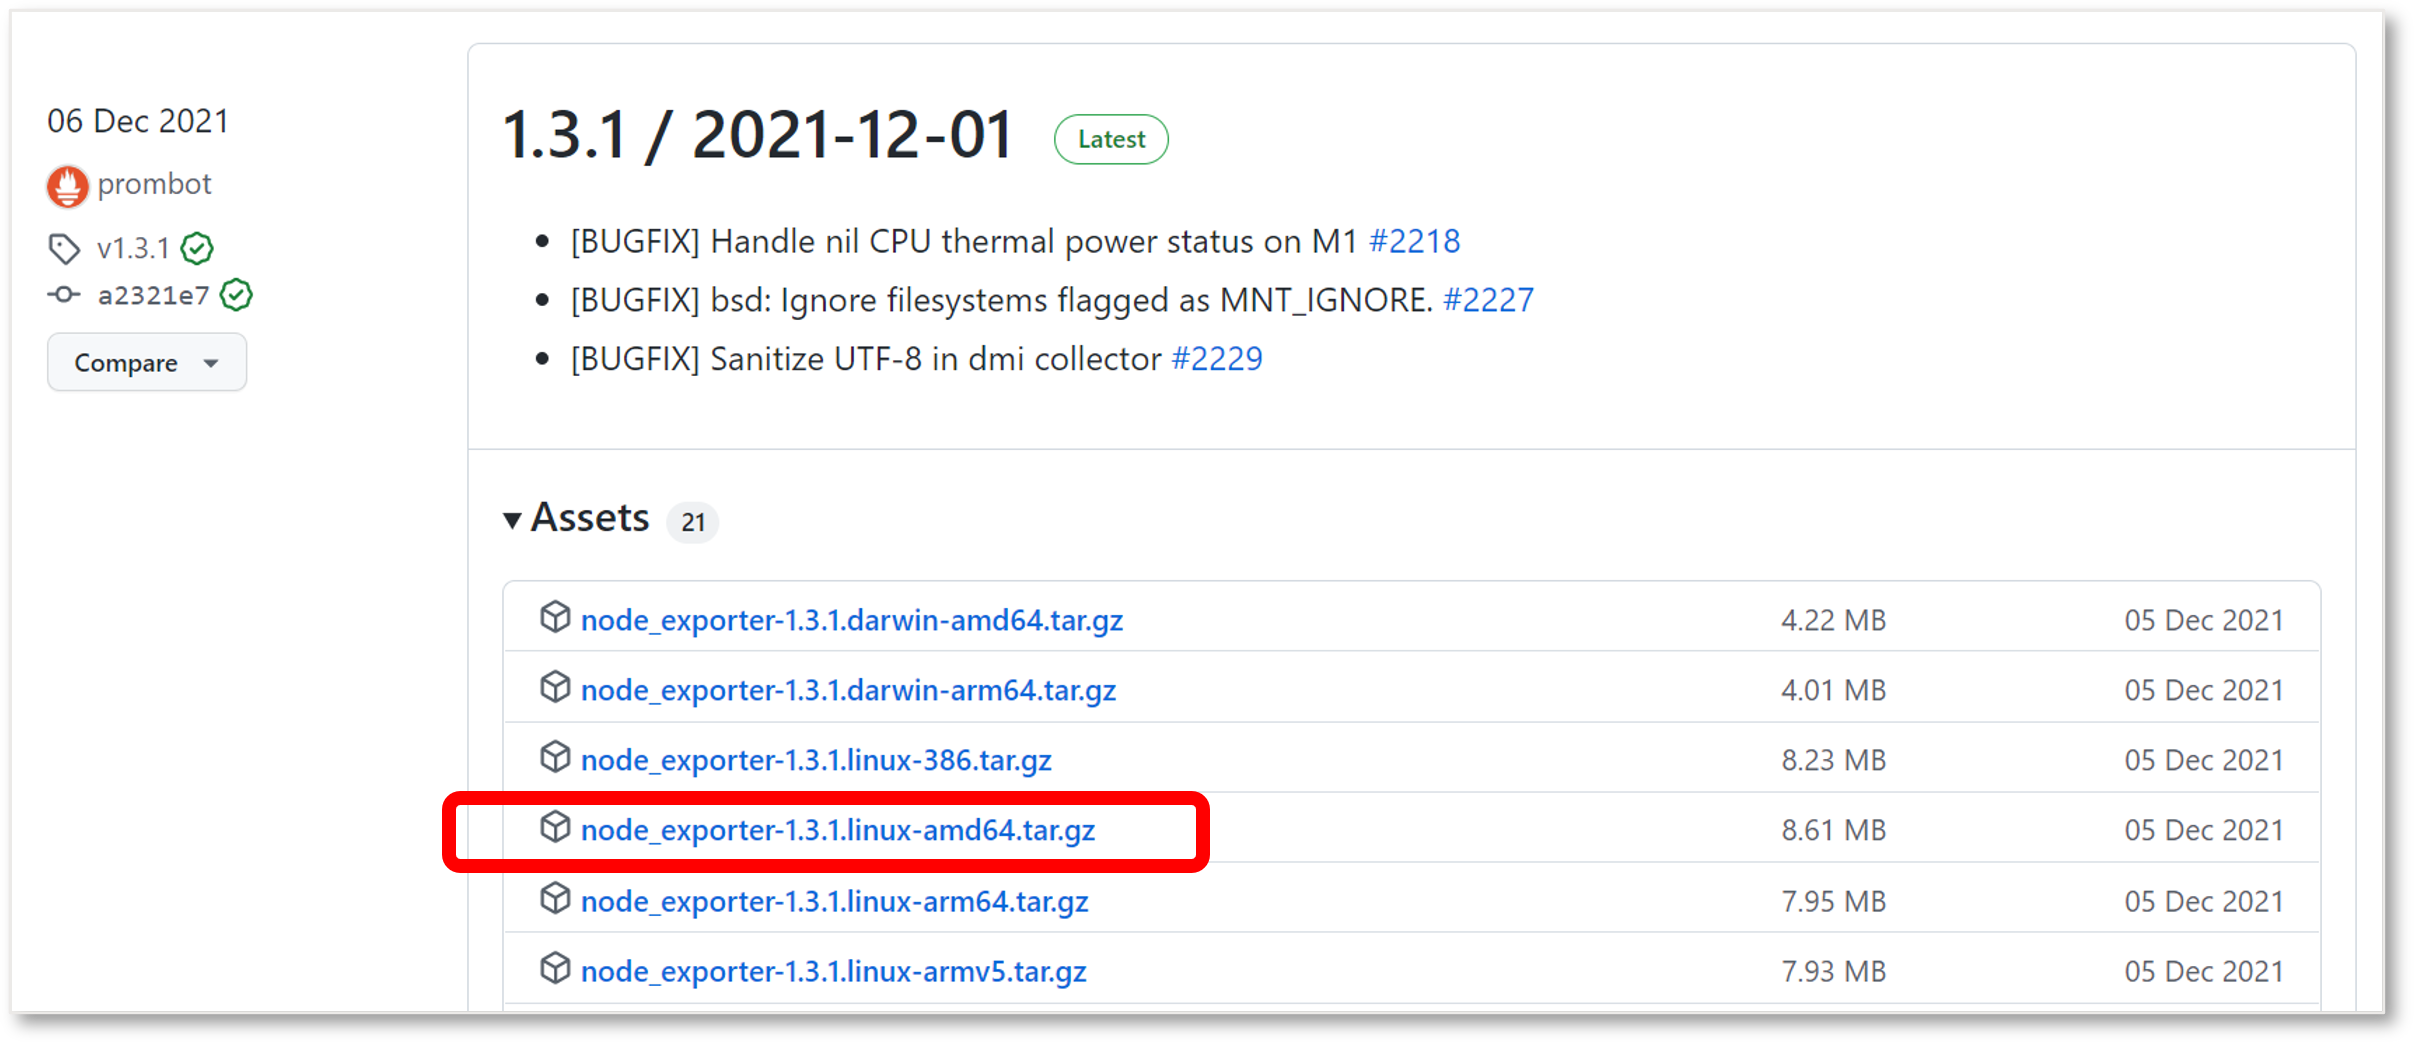 06 Dec 2021
prombot
v1.3.1
a2321e7
Compare
1.3.1 / 2021-12-01 Latest
[BUGFIX] Handle nil CPU thermal power status on M1 #2218
[BUGFIX] bsd: Ignore filesystems flagged as MNT_IGNORE. #2227
[BUGFIX] Sanitize UTF-8 in dmi collector #2229
Assets 21
node_exporter-1.3.1.darwin-amd64.tar.gz 4.22 MB 05 Dec 2021
node_exporter-1.3.1.darwin-arm64.tar.gz 4.01 MB 05 Dec 2021
node_exporter-1.3.1.linux-386.tar.gz 8.23 MB 05 Dec 2021
node_exporter-1.3.1.linux-amd64.tar.gz 8.61 MB 05 Dec 2021
node_exporter-1.3.1.linux-arm64.tar.gz 7.95 MB 05 Dec 2021
node_exporter-1.3.1.linux-armv5.tar.gz 7.93 MB 05 Dec 2021